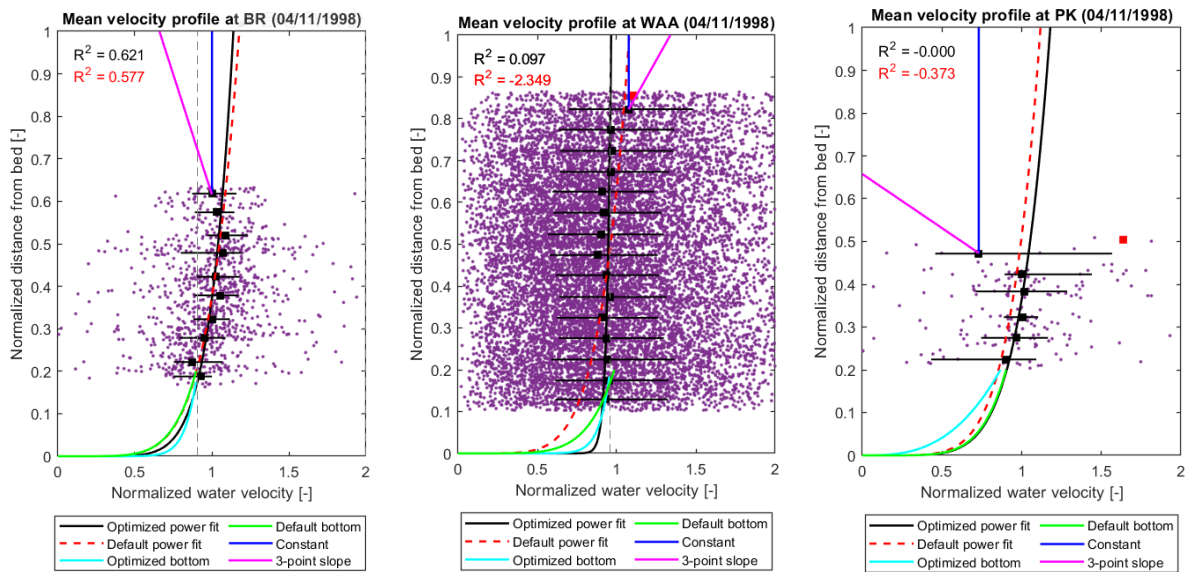 Mean velocity profile at BR (04/11/1998)
R² = 0.621
R² = 0.577
Normalized distance from bed [-]
1
0.9
0.8
0.7
0.6
0.5
0.4
0.3
0.2
0.1
0
0 0.5 1 1.5 2
Normalized water velocity [-]
Optimized power fit
Default power fit
Optimized bottom
Default bottom
Constant
3-point slope
Mean velocity profile at WAA (04/11/1998)
R² = 0.097
R² = -2.349
Normalized distance from bed [-]
1
0.9
0.8
0.7
0.6
0.5
0.4
0.3
0.2
0.1
0
0 0.5 1 1.5 2
Normalized water velocity [-]
Optimized power fit
Default power fit
Optimized bottom
Default bottom
Constant
3-point slope
Mean velocity profile at PK (04/11/1998)
R² = -0.000
R² = -0.373
Normalized distance from bed [-]
1
0.9
0.8
0.7
0.6
0.5
0.4
0.3
0.2
0.1
0
0 0.5 1 1.5 2
Normalized water velocity [-]
Optimized power fit
Default power fit
Optimized bottom
Default bottom
Constant
3-point slope